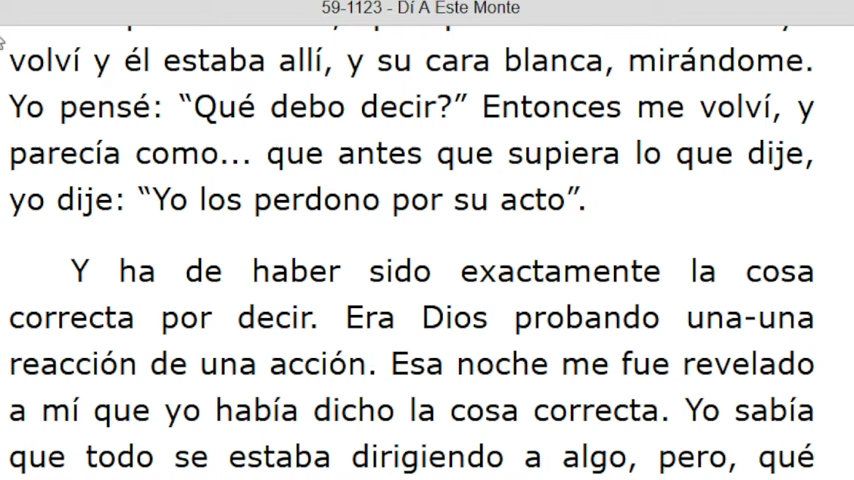 59-1123 - Dí A Este Monte
volví y él estaba allí, y su cara blanca, mirándome.
Yo pensé: “Qué debo decir?” Entonces me volví, y
parecía como... que antes que supiera lo que dije,
yo dije: “Yo los perdono por su acto”.
Y ha de haber sido exactamente la cosa
correcta por decir. Era Dios probando una-una
reacción de una acción. Esa noche me fue revelado
a mí que yo había dicho la cosa correcta. Yo sabía
que todo se estaba dirigiendo a algo, pero, qué